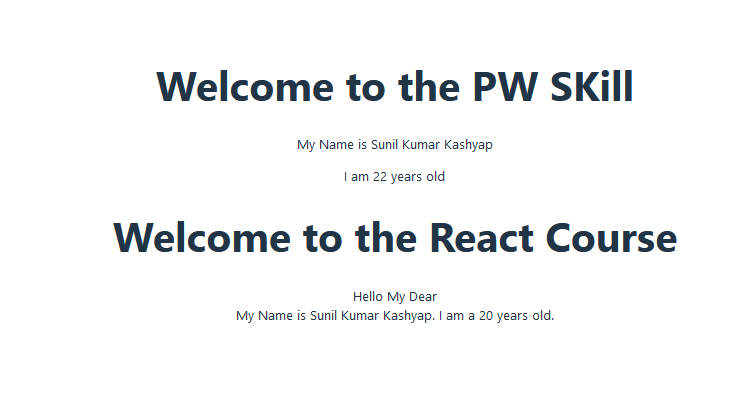 Welcome to the PW SKill
My Name is Sunil Kumar Kashyap
I am 22 years old
Welcome to the React Course
Hello My Dear
My Name is Sunil Kumar Kashyap. I am a 20 years old.